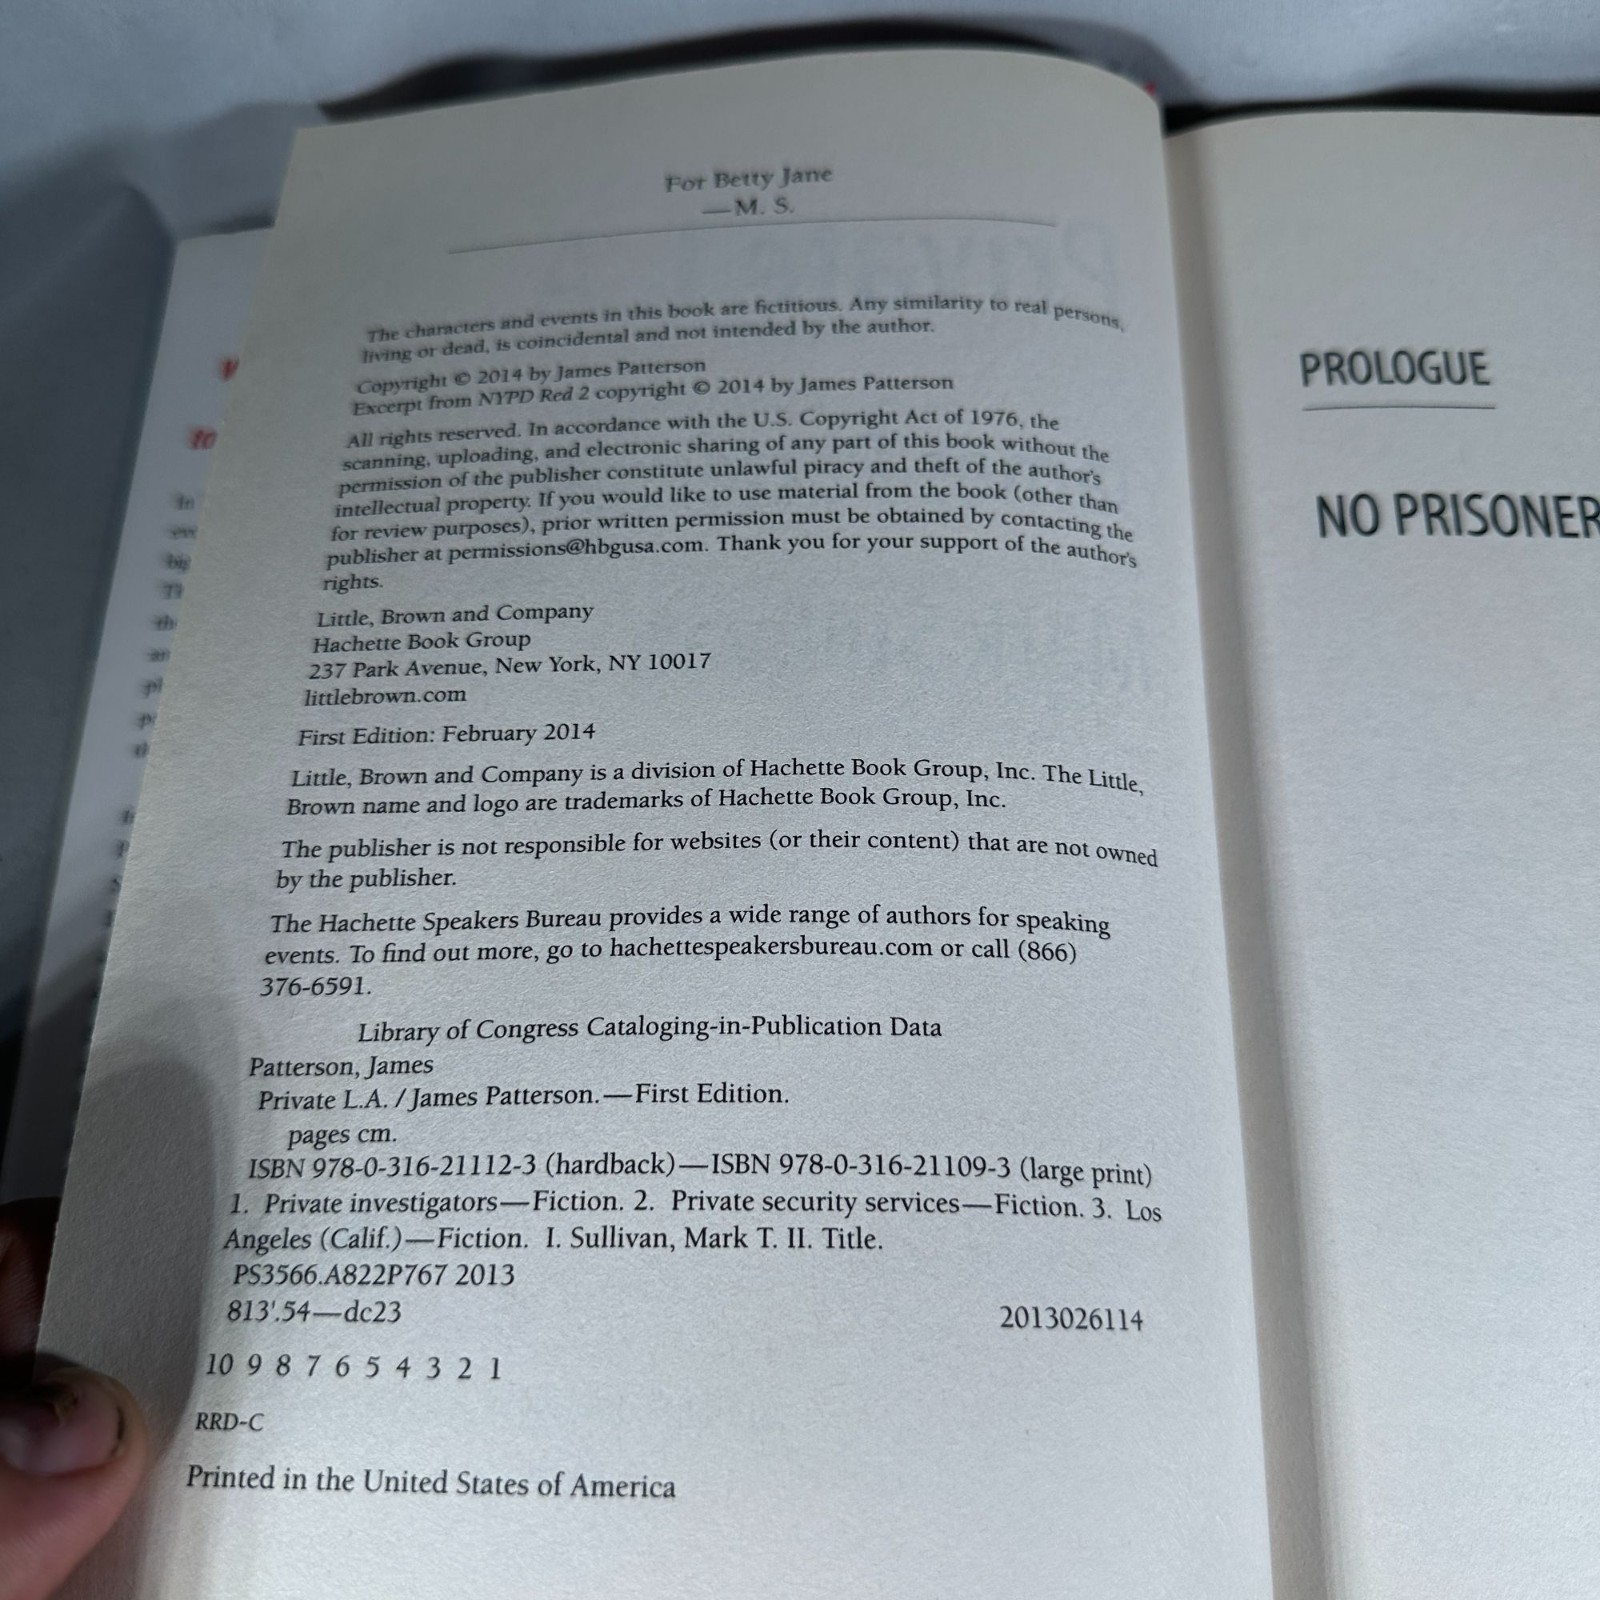 For Betty Jane
—M. S.
The characters and events in this book are fictitious. Any similarity to real persons,
living or dead, is coincidental and not intended by the author.
Copyright © 2014 by James Patterson
Excerpt from NYPD Red 2 copyright © 2014 by James Patterson
All rights reserved. In accordance with the U.S. Copyright Act of 1976, the
scanning, uploading, and electronic sharing of any part of this book without the
permission of the publisher constitute unlawful piracy and theft of the author's
intellectual property. If you would like to use material from the book (other than
for review purposes), prior written permission must be obtained by contacting the
publisher at permissions@hbgusa.com. Thank you for your support of the author's
rights.
Little, Brown and Company
Hachette Book Group
237 Park Avenue, New York, NY 10017
littlebrown.com
First Edition: February 2014
Little, Brown and Company is a division of Hachette Book Group, Inc. The Little,
Brown name and logo are trademarks of Hachette Book Group, Inc.
The publisher is not responsible for websites (or their content) that are not owned
by the publisher.
The Hachette Speakers Bureau provides a wide range of authors for speaking
events. To find out more, go to hachettespeakersbureau.com or call (866)
376-6591.
Library of Congress Cataloging-in-Publication Data
Patterson, James
Private L.A. / James Patterson.—First Edition.
pages cm.
ISBN 978-0-316-21112-3 (hardback)—ISBN 978-0-316-21109-3 (large print)
1. Private investigators—Fiction. 2. Private security services—Fiction. 3. Los
Angeles (Calif.)—Fiction. I. Sullivan, Mark T. II. Title.
PS3566.A822P767 2013
813'.54—dc23 2013026114
10 9 8 7 6 5 4 3 2 1
RRD-C
Printed in the United States of America
PROLOGUE
NO PRISONER